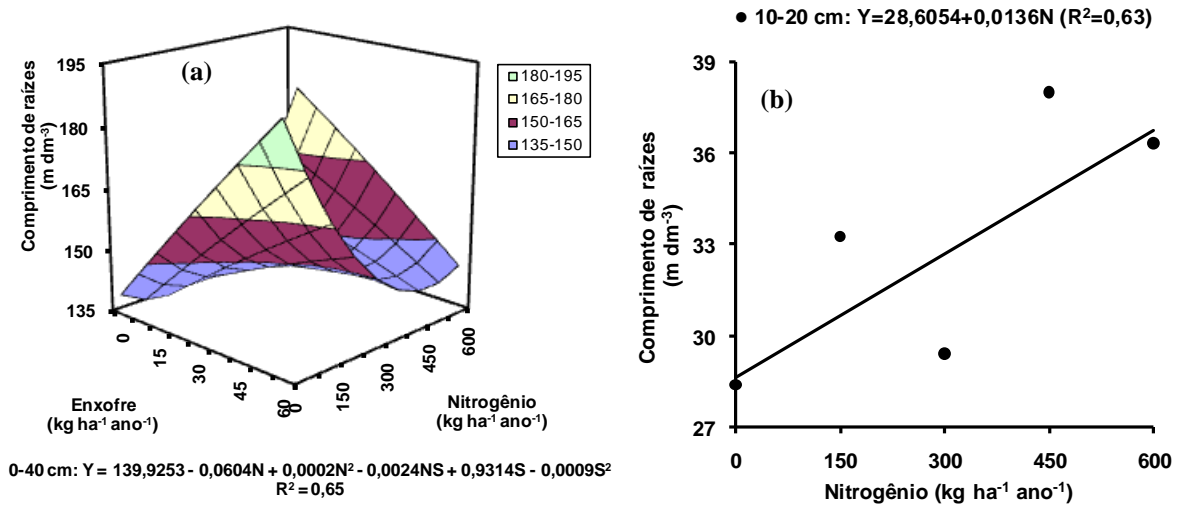 (a)
Comprimento de raízes
(m dm-³)
195
180
165
150
135
180-195
165-180
150-165
135-150
0
15
30
45
60
Enxofre
(kg ha⁻¹ ano⁻¹)
0
150
300
450
600
Nitrogênio
(kg ha⁻¹ ano⁻¹)
0-40 cm: Y = 139,9253 - 0,0604N + 0,0002N² - 0,0024NS + 0,9314S - 0,0009S²
R² = 0,65
10-20 cm: Y=28,6054+0,0136N (R²=0,63)
(b)
Comprimento de raízes
(m dm⁻³)
39
36
33
30
27
0
150
300
450
600
Nitrogênio (kg ha⁻¹ ano⁻¹)